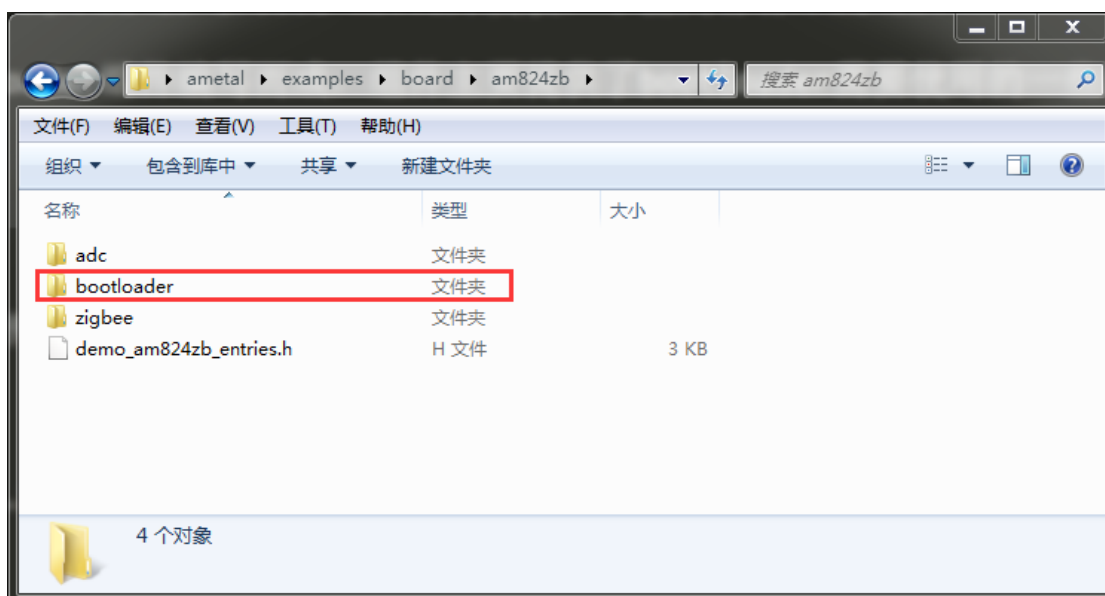 ametal examples board am824zb 搜索 am824zb
文件(F) 编辑(E) 查看(V) 工具(T) 帮助(H)
组织 包含到库中 共享 新建文件夹
名称 类型 大小
adc 文件夹
bootloader 文件夹
zigbee 文件夹
demo_am824zb_entries.h H 文件 3 KB
4 个对象